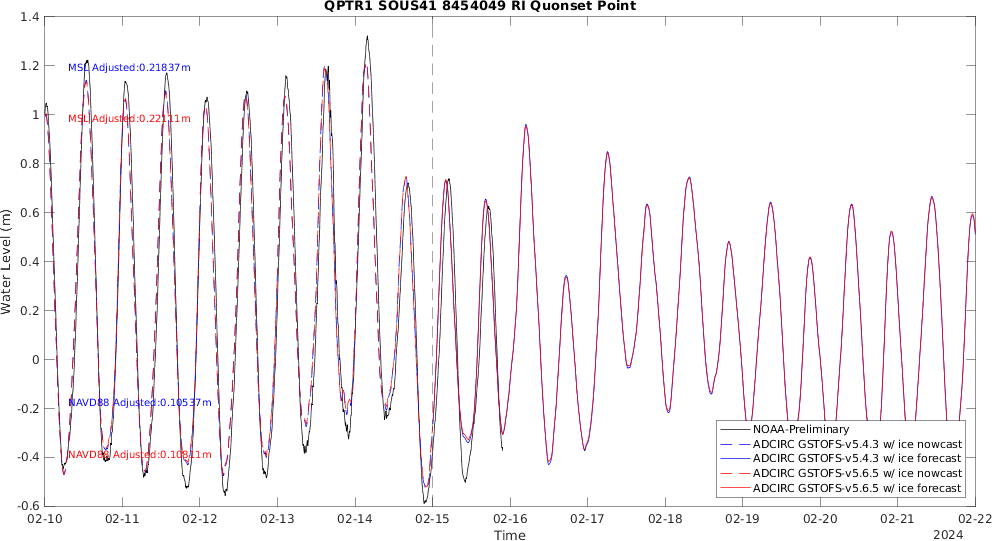 QPTR1 SOUS41 8454049 RI Quonset Point
1.4
1.2
1
0.8
0.6
0.4
0.2
0
-0.2
-0.4
-0.6
Water Level (m)
MSL Adjusted:0.21837m
MSL Adjusted:0.22111m
NAVD88 Adjusted:0.10537m
NAVD88 Adjusted:0.10811m
NOAA-Preliminary
ADCIRC GSTOFS-v5.4.3 w/ ice nowcast
ADCIRC GSTOFS-v5.4.3 w/ ice forecast
ADCIRC GSTOFS-v5.6.5 w/ ice nowcast
ADCIRC GSTOFS-v5.6.5 w/ ice forecast
02-10 02-11 02-12 02-13 02-14 02-15 02-16 02-17 02-18 02-19 02-20 02-21 02-22
Time
2024